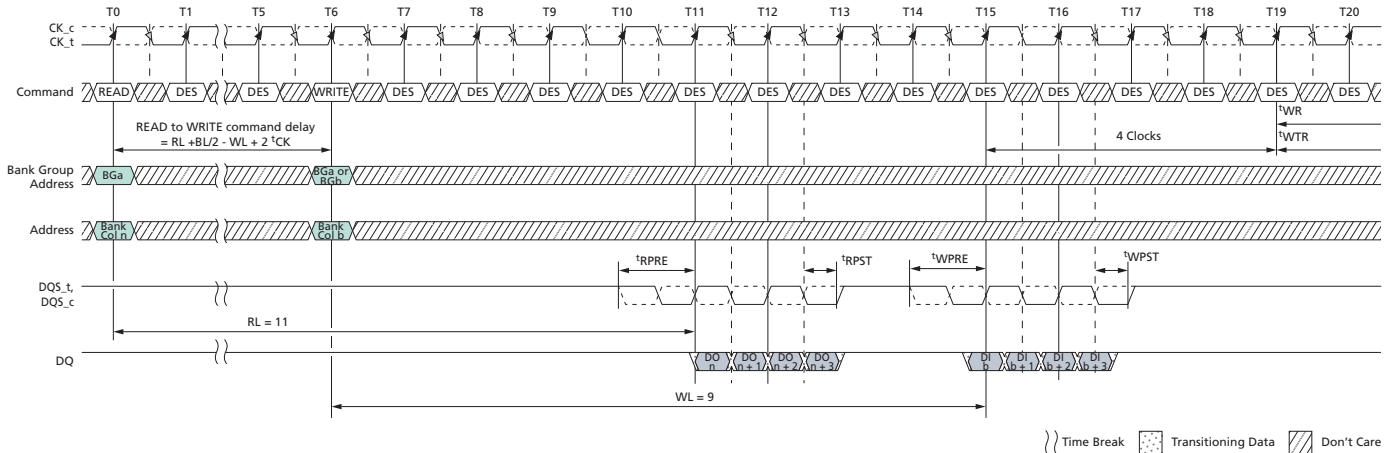 T0 T1 T5 T6 T7 T8 T9 T10 T11 T12 T13 T14 T15 T16 T17 T18 T19 T20
CK_c
CK_t
Command READ DES DES WRITE DES DES DES DES DES DES DES DES DES DES DES DES DES DES
READ to WRITE command delay
= RL +BL/2 - WL + 2 tCK
tWR
4 Clocks
tWTR
Bank Group
Address
BGa
BGa or
BGb
Address
Bank
Col n
Bank
Col b
tRPRE tRPST tWPRE tWPST
DQS_t,
DQS_c
RL = 11
DQ
DO
n
DO
n + 1
DO
n + 2
DO
n + 3
DI
b
DI
b + 1
DI
b + 2
DI
b + 3
WL = 9
Time Break Transitioning Data Don't Care